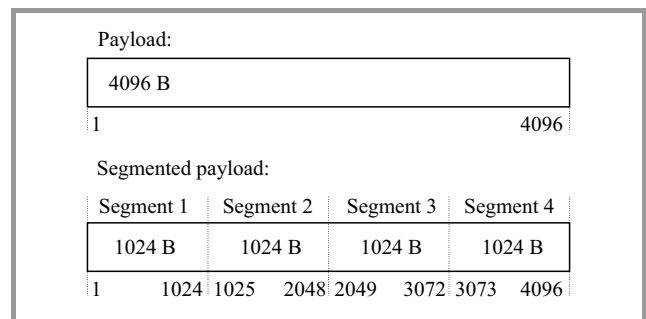 Payload:
4096 B
1 4096
Segmented payload:
Segment 1 Segment 2 Segment 3 Segment 4
1024 B 1024 B 1024 B 1024 B
1 1024 1025 2048 2049 3072 3073 4096